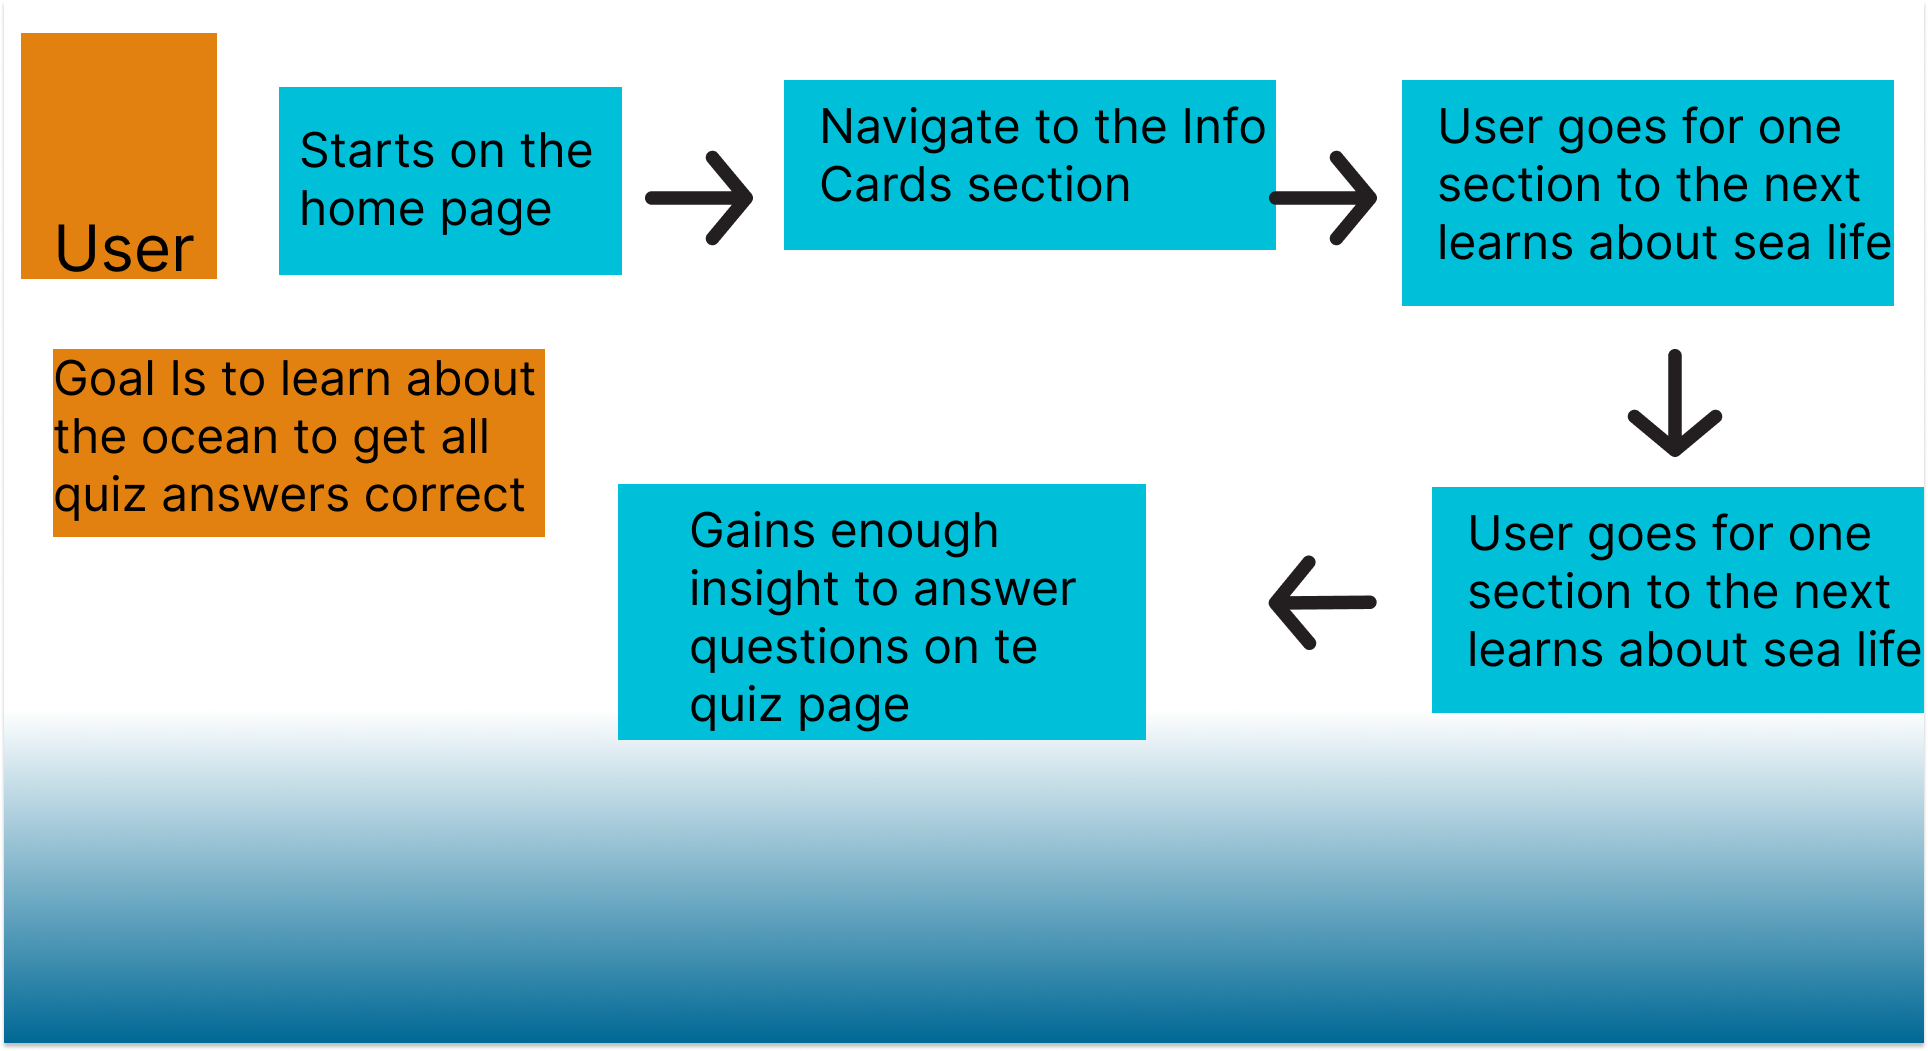 User
Starts on the
home page
Navigate to the Info
Cards section
User goes for one
section to the next
learns about sea life
Goal Is to learn about
the ocean to get all
quiz answers correct
Gains enough
insight to answer
questions on te
quiz page
User goes for one
section to the next
learns about sea life